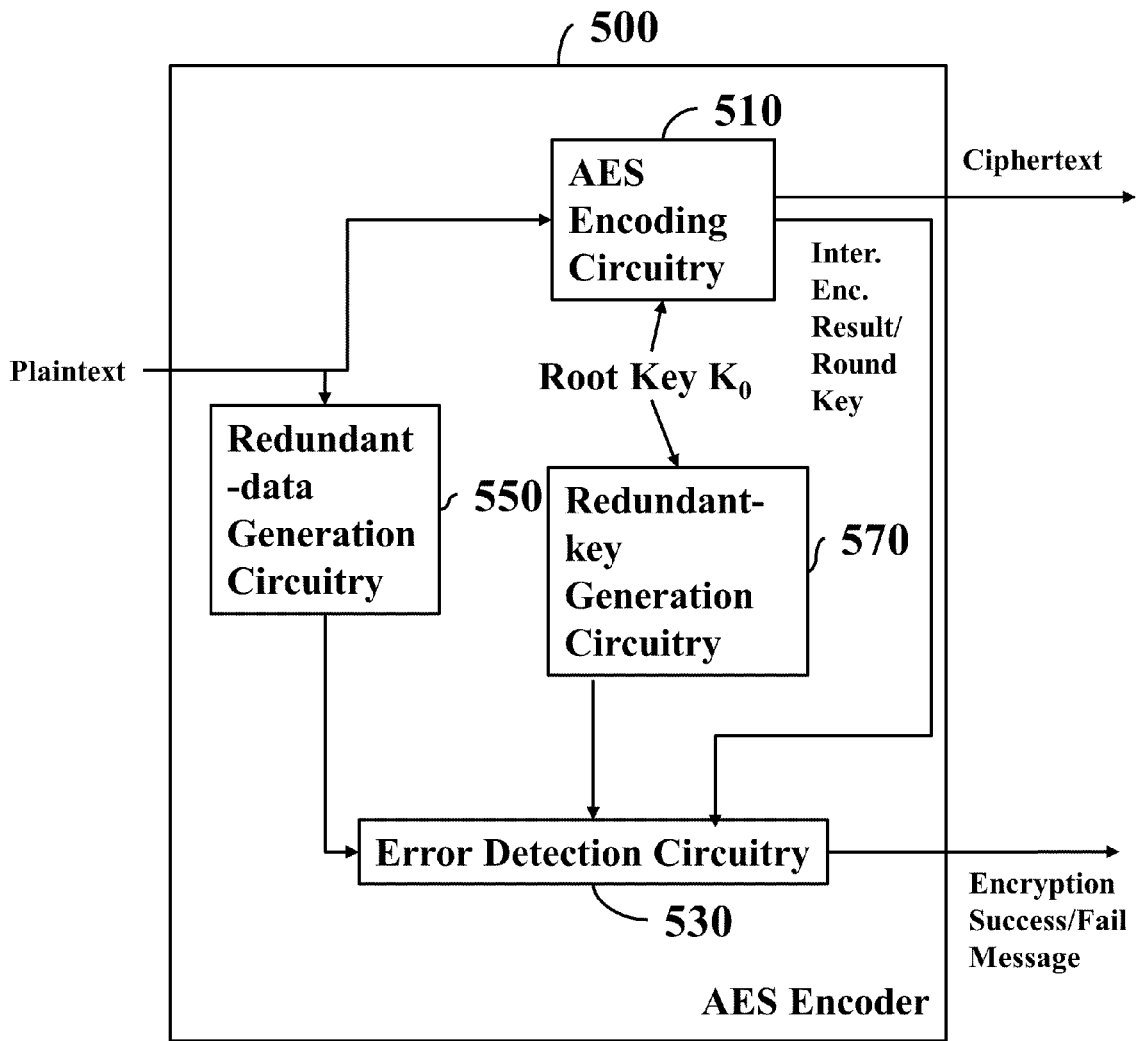 500
510
AES
Encoding
Circuitry
Ciphertext
Inter.
Enc.
Result/
Round
Key
Plaintext
Root Key K₀
Redundant
-data
Generation
Circuitry
550
Redundant-
key
Generation
Circuitry
570
Error Detection Circuitry
530
Encryption
Success/Fail
Message
AES Encoder